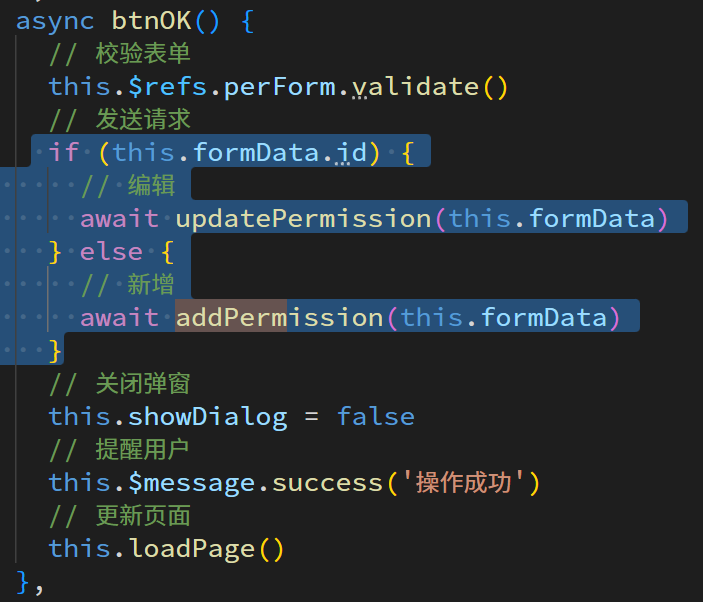 async btnOK() {
// 校验表单
this.$refs.perForm.validate()
// 发送请求
if (this.formData.id) {
// 编辑
await updatePermission(this.formData)
} else {
// 新增
await addPermission(this.formData)
}
// 关闭弹窗
this.showDialog = false
// 提醒用户
this.$message.success('操作成功')
// 更新页面
this.loadPage()
},